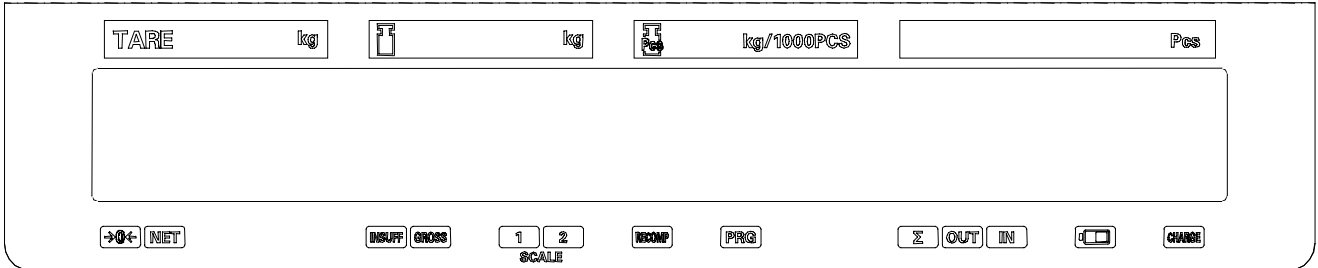 TARE kg kg Pcs kg/1000PCS Pcs
→0← NET INSUFF GROSS 1 2 RECOMP PRG Σ OUT IN CHARGE
SCALE